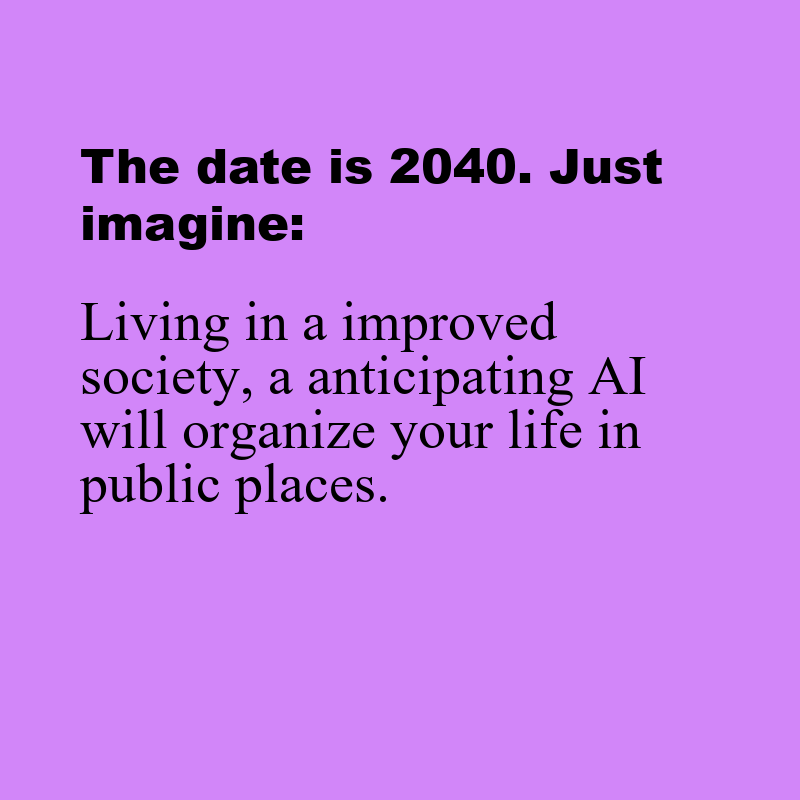 The date is 2040. Just
imagine:
Living in a improved
society, a anticipating AI
will organize your life in
public places.